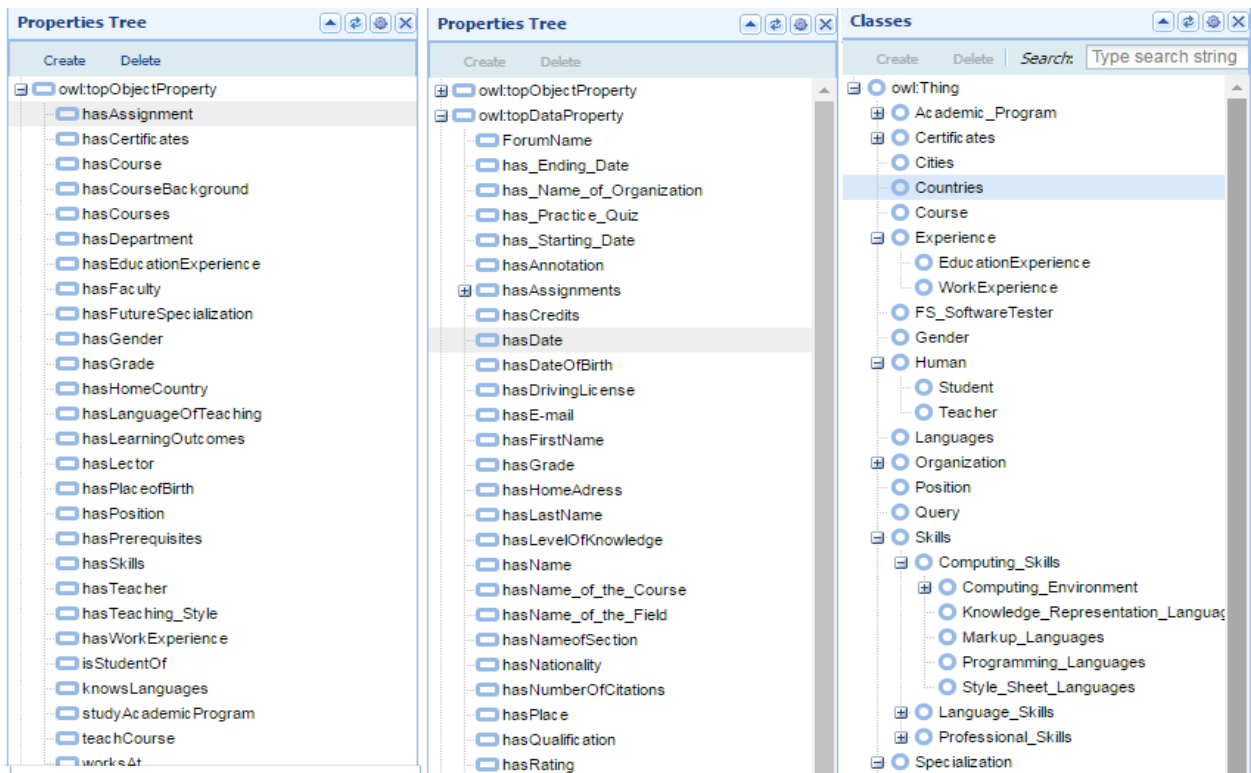 Properties Tree
Create Delete
owl:topObjectProperty
hasAssignment
hasCertificates
hasCourse
hasCourseBackground
hasCourses
hasDepartment
hasEducationExperience
hasFaculty
hasFutureSpecialization
hasGender
hasGrade
hasHomeCountry
hasLanguageOfTeaching
hasLearningOutcomes
hasLector
hasPlaceofBirth
hasPosition
hasPrerequisites
hasSkills
hasTeacher
hasTeaching_Style
hasWorkExperience
isStudentOf
knowsLanguages
studyAcademicProgram
teachCourse
worksAt
Properties Tree
Create Delete
owl:topObjectProperty
owl:topDataProperty
ForumName
has_Ending_Date
has_Name_of_Organization
has_Practice_Quiz
has_Starting_Date
hasAnnotation
hasAssignments
hasCredits
hasDate
hasDateOfBirth
hasDrivingLicense
hasE-mail
hasFirstName
hasGrade
hasHomeAdress
hasLastName
hasLevelOfKnowledge
hasName
hasName_of_the_Course
hasName_of_the_Field
hasNameofSection
hasNationality
hasNumberOfCitations
hasPlace
hasQualification
hasRating
Classes
Create Delete Search: Type search string
owl:Thing
Academic_Program
Certificates
Cities
Countries
Course
Experience
EducationExperience
WorkExperience
FS_SoftwareTester
Gender
Human
Student
Teacher
Languages
Organization
Position
Query
Skills
Computing_Skills
Computing_Environment
Knowledge_Representation_Languag
Markup_Languages
Programming_Languages
Style_Sheet_Languages
Language_Skills
Professional_Skills
Specialization